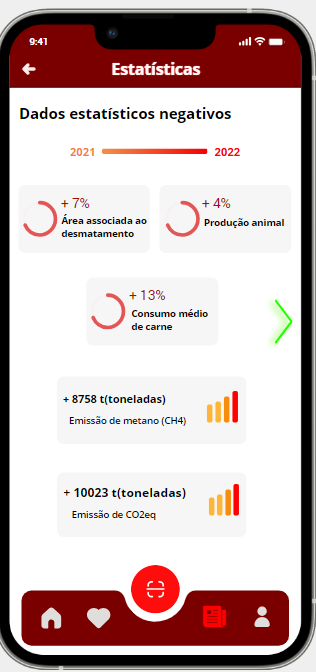 9:41
Estatísticas
Dados estatísticos negativos
2021 2022
+ 7%
Área associada ao
desmatamento
+ 4%
Produção animal
+ 13%
Consumo médio
de carne
+ 8758 t(toneladas)
Emissão de metano (CH4)
+ 10023 t(toneladas)
Emissão de CO2eq